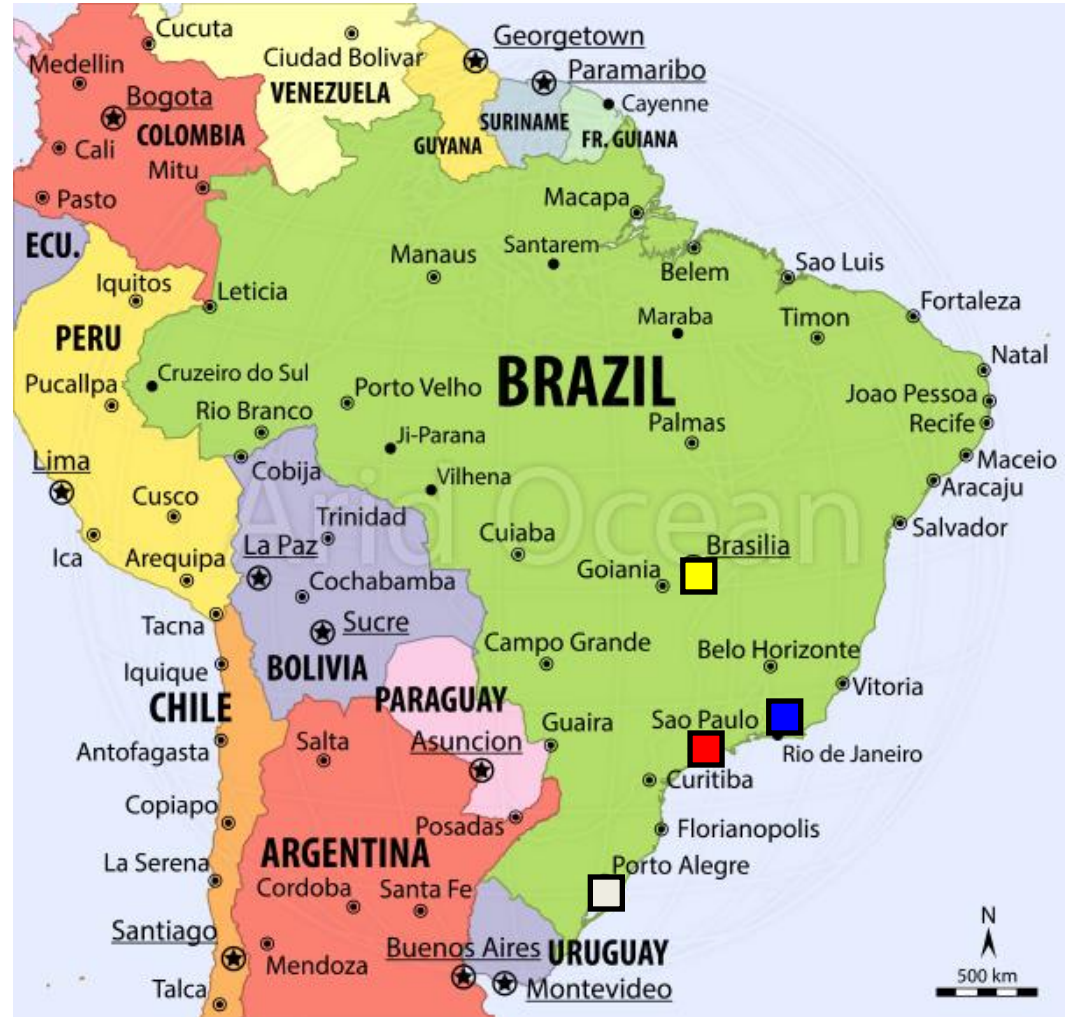 Cucuta
Georgetown
Medellin
Ciudad Bolivar
Paramaribo
Bogota
VENEZUELA
Cayenne
COLOMBIA
SURINAME
Cali
GUYANA
FR. GUIANA
Mitu
Pasto
Macapa
ECU.
Manaus
Santarem
Belem
Sao Luis
Iquitos
Leticia
Fortaleza
PERU
Maraba
Timon
Natal
Cruzeiro do Sul
BRAZIL
Pucallpa
Porto Velho
Joao Pessoa
Rio Branco
Palmas
Recife
Ji-Parana
Lima
Cobija
Maceio
Vilhena
Aracaju
Cusco
Arid Ocean
Trinidad
Salvador
Cuiaba
La Paz
Brasilia
Ica
Arequipa
Goiania
Cochabamba
Tacna
Sucre
Campo Grande
Belo Horizonte
Iquique
BOLIVIA
Vitoria
PARAGUAY
CHILE
Guaira
Sao Paulo
Antofagasta
Salta
Asuncion
Rio de Janeiro
Curitiba
Copiapo
Posadas
Florianopolis
ARGENTINA
La Serena
Porto Alegre
Cordoba
Santa Fe
N
Santiago
Buenos Aires
URUGUAY
Mendoza
500 km
Talca
Montevideo